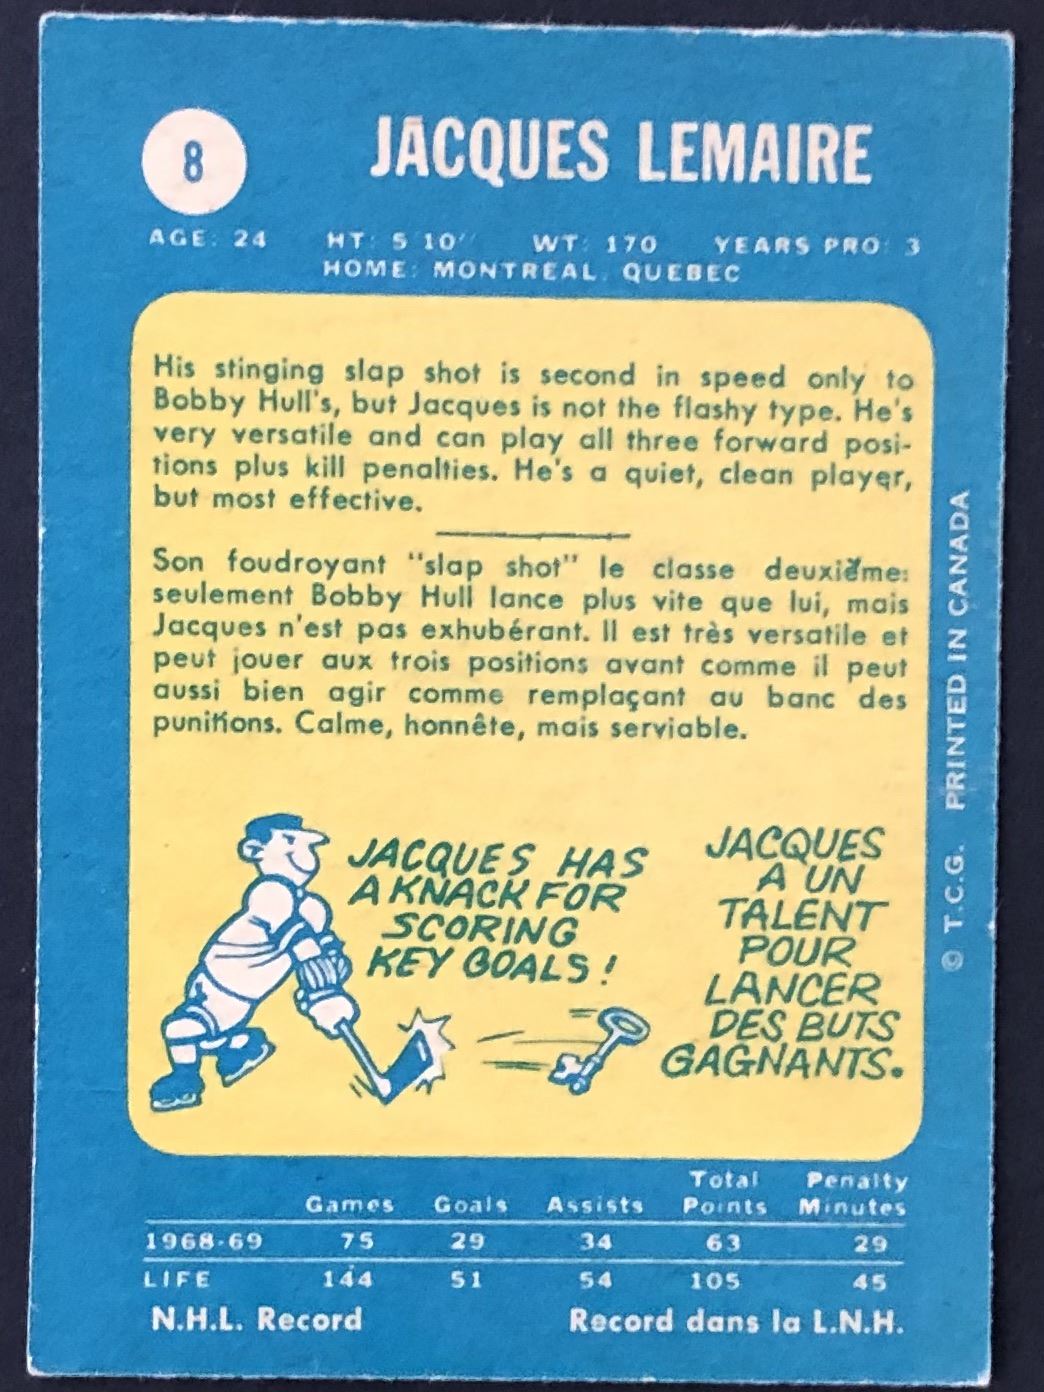 8
JACQUES LEMAIRE
AGE: 24 HT: 5 10" WT: 170 YEARS PRO: 3
HOME: MONTREAL, QUEBEC
His stinging slap shot is second in speed only to
Bobby Hull's, but Jacques is not the flashy type. He's
very versatile and can play all three forward posi-
tions plus kill penalties. He's a quiet, clean player,
but most effective.
Son foudroyant "slap shot" le classe deuxième:
seulement Bobby Hull lance plus vite que lui, mais
Jacques n'est pas exhubérant. Il est très versatile et
peut jouer aux trois positions avant comme il peut
aussi bien agir comme remplaçant au banc des
punitions. Calme, honnête, mais serviable.
JACQUES HAS
A KNACK FOR
SCORING
KEY GOALS!
JACQUES
A UN
TALENT
POUR
LANCER
DES BUTS
GAGNANTS.
© T.C.G. PRINTED IN CANADA
Games Goals Assists Total Points Penalty Minutes
1968-69 75 29 34 63 29
LIFE 144 51 54 105 45
N.H.L. Record Record dans la L.N.H.